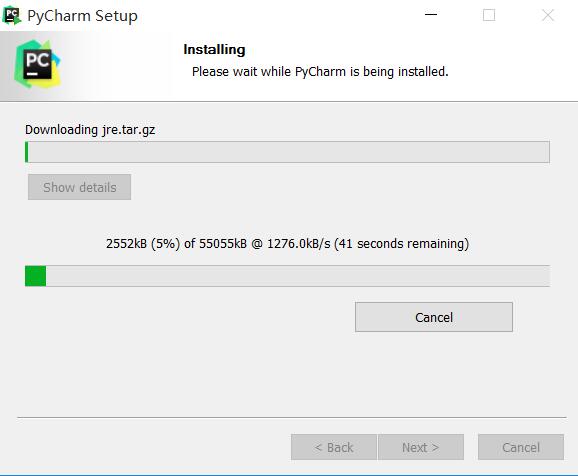 PyCharm Setup
PC
Installing
Please wait while PyCharm is being installed.
Downloading jre.tar.gz
Show details
2552kB (5%) of 55055kB @ 1276.0kB/s (41 seconds remaining)
Cancel
< Back
Next >
Cancel